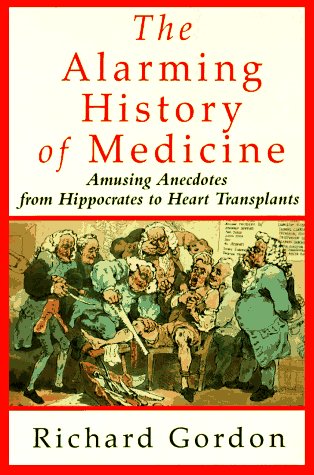 The
Alarming
History
of Medicine
Amusing Anecdotes
from Hippocrates to Heart Transplants
Richard Gordon